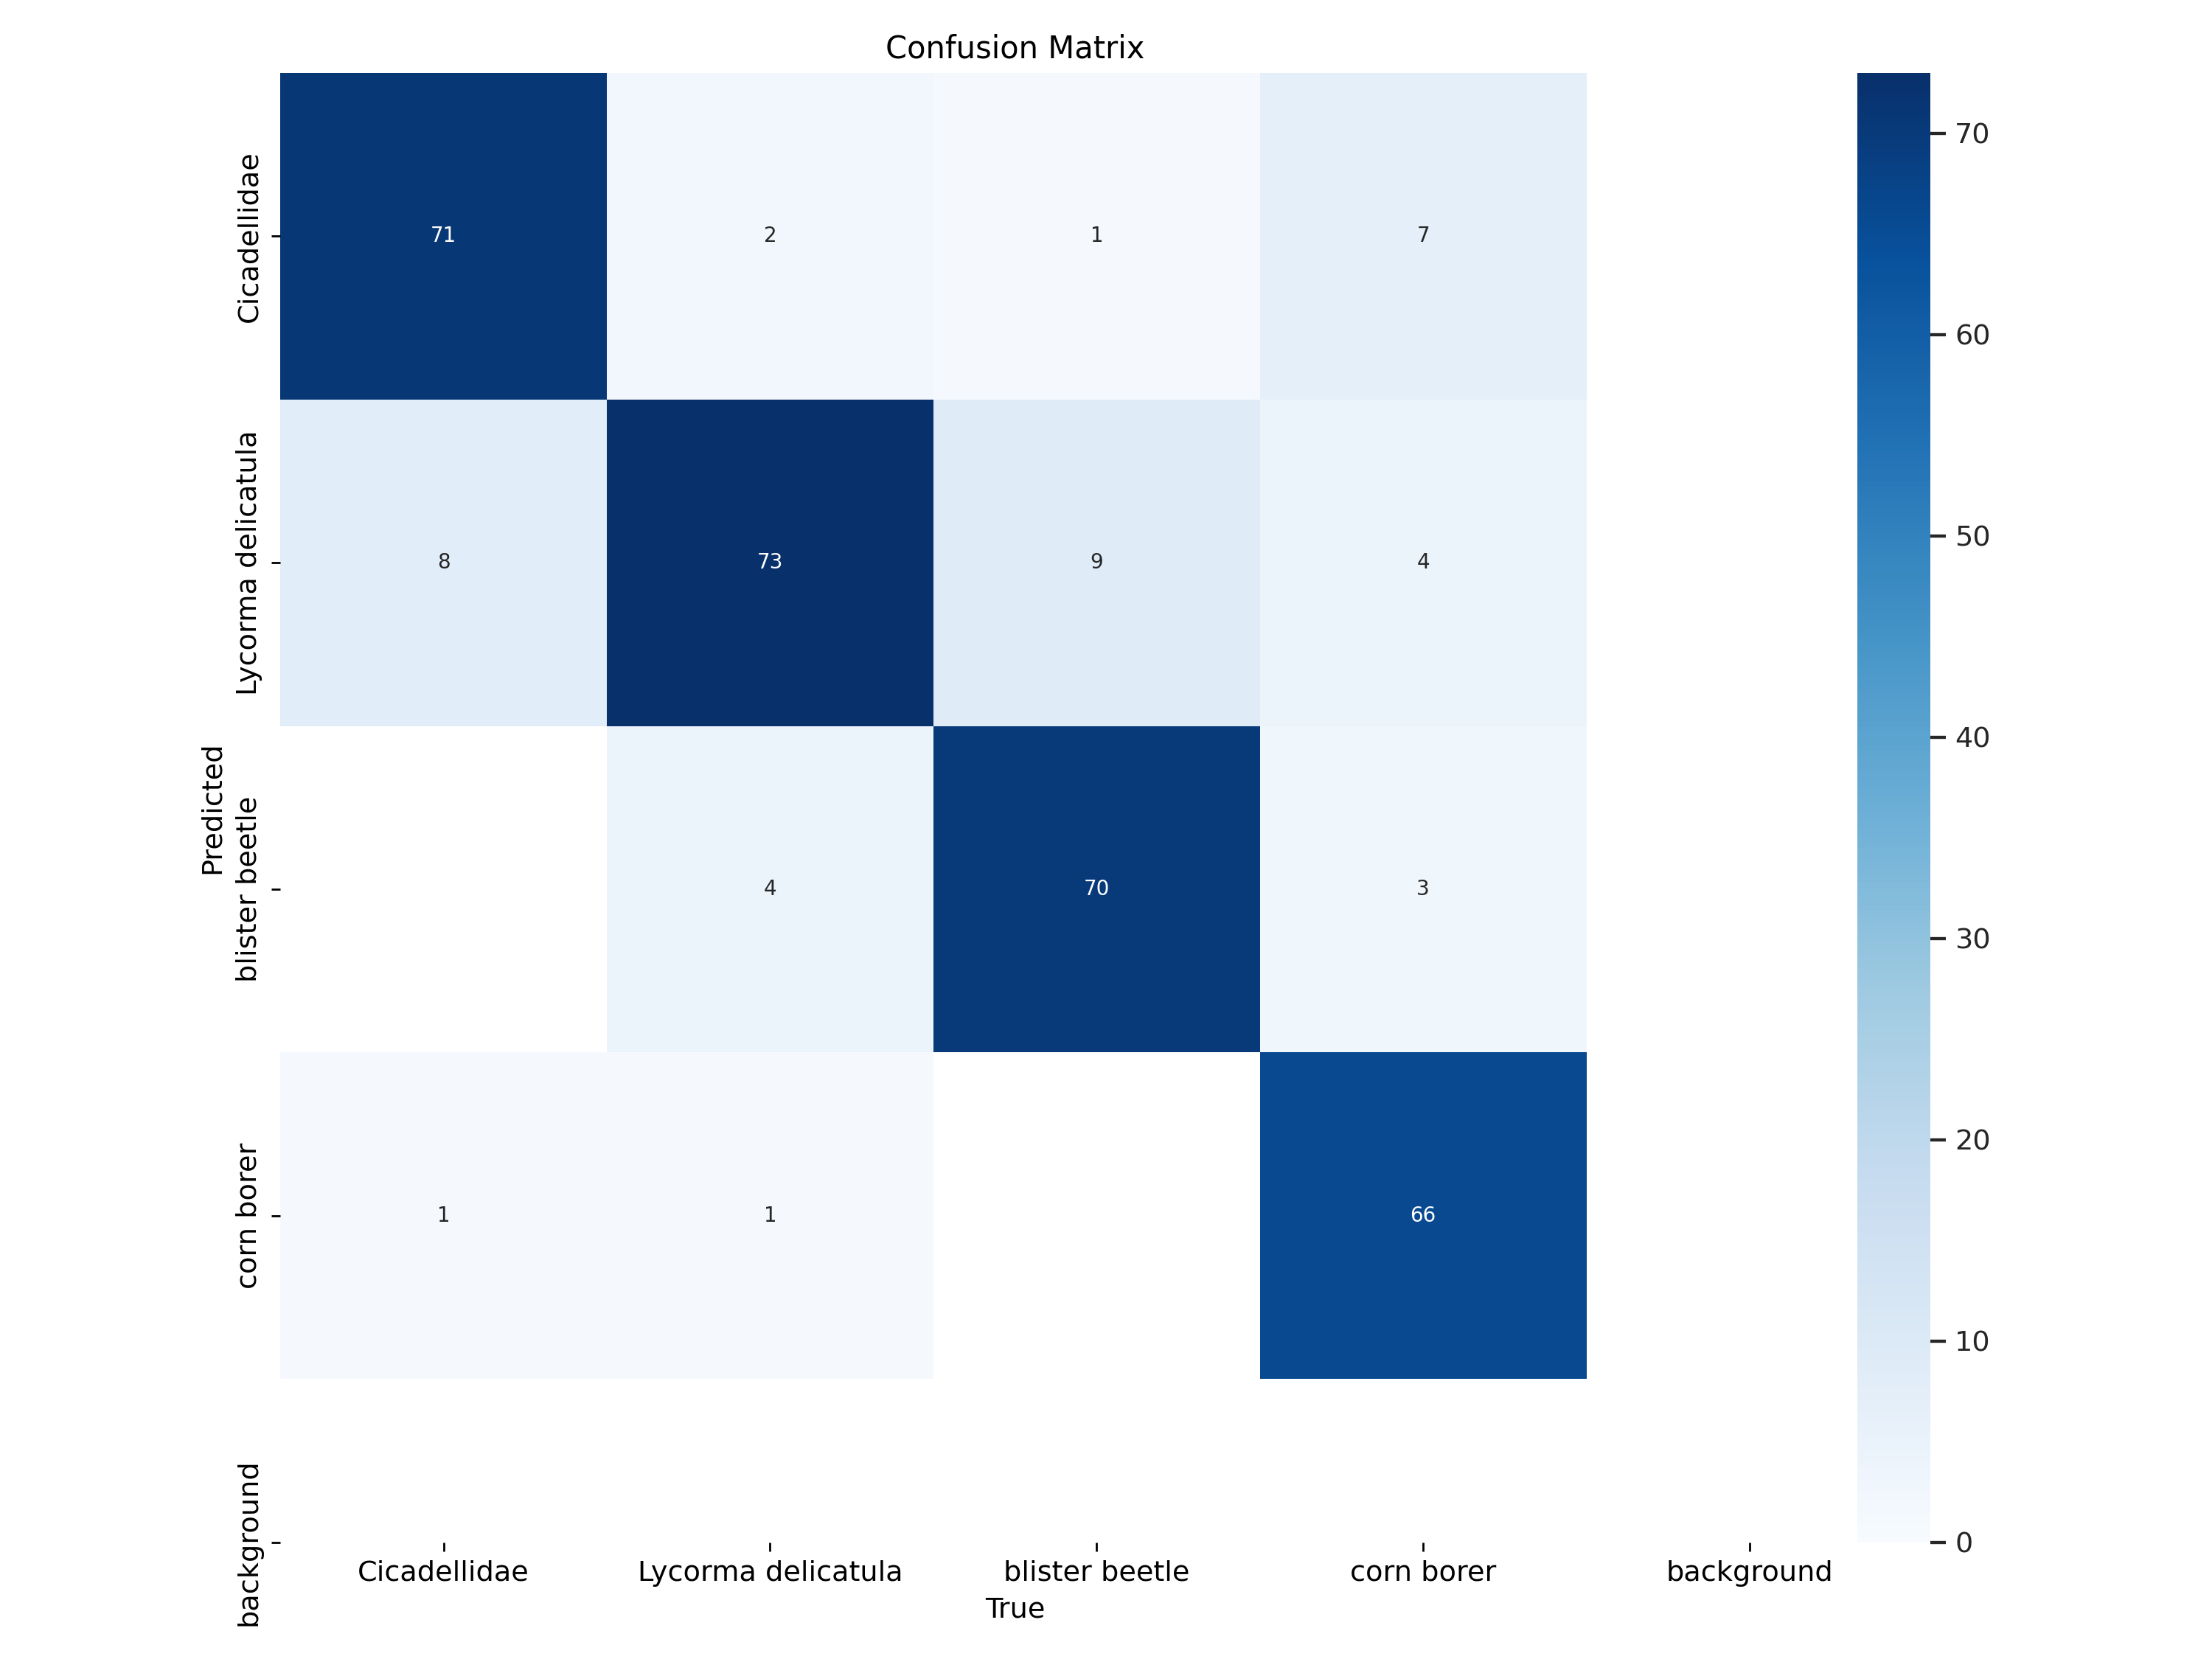 Confusion Matrix
Predicted
Cicadellidae
71 2 1 7
Lycorma delicatula
8 73 9 4
blister beetle
4 70 3
corn borer
1 1 66
background
Cicadellidae Lycorma delicatula blister beetle corn borer background
True
70
60
50
40
30
20
10
0